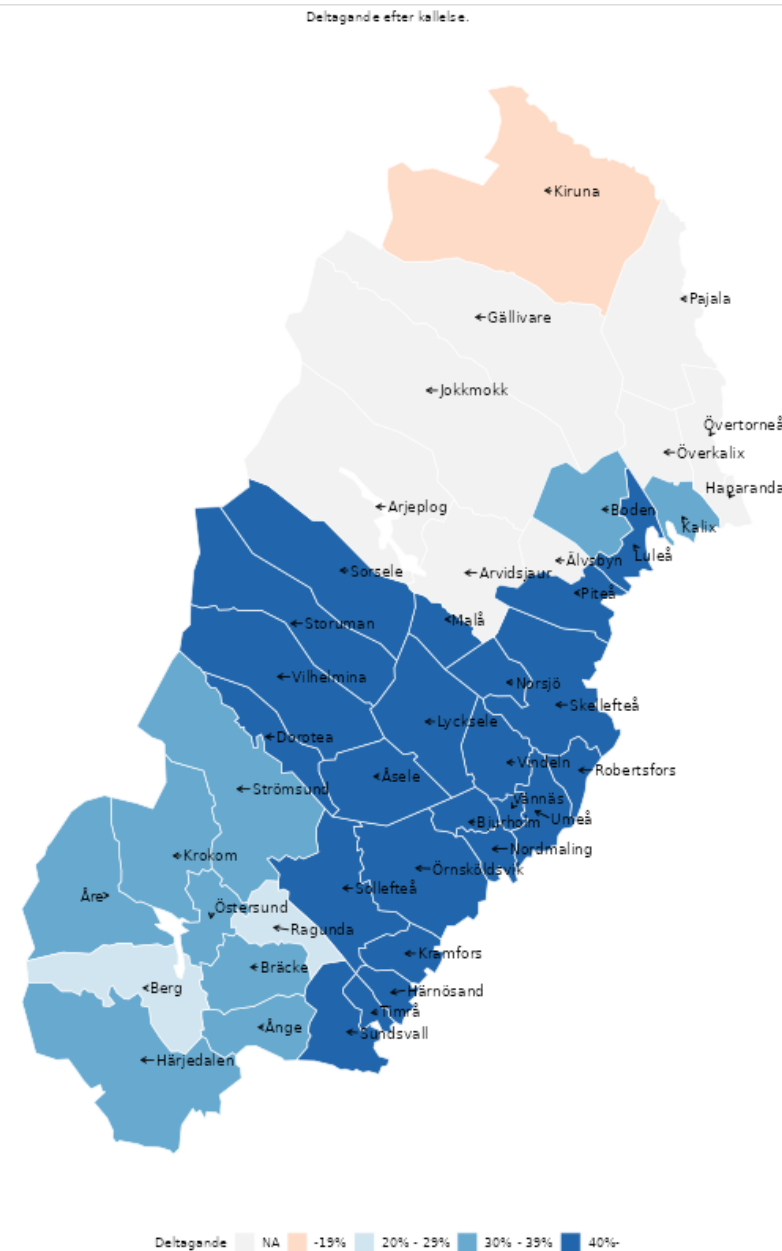 Deltagande efter kallelse.
Kiruna
Pajala
Gällivare
Jokkmokk
Övertorneå
Överkalix
Haparanda
Arjeplog
Boden
Kalix
Luleå
Älvsbyn
Sorsele
Arvidsjaur
Piteå
Malå
Storuman
Vilhelmina
Norsjö
Skellefteå
Lycksele
Dorotea
Vindeln
Robertsfors
Åsele
Strömsund
Vännäs
Umeå
Bjurholm
Nordmaling
Krokom
Örnsköldsvik
Sollefteå
Åre
Östersund
Ragunda
Kramfors
Bräcke
Berg
Härnösand
Timrå
Ånge
Sundsvall
Härjedalen
Deltagande NA -19% 20% - 29% 30% - 39% 40%-